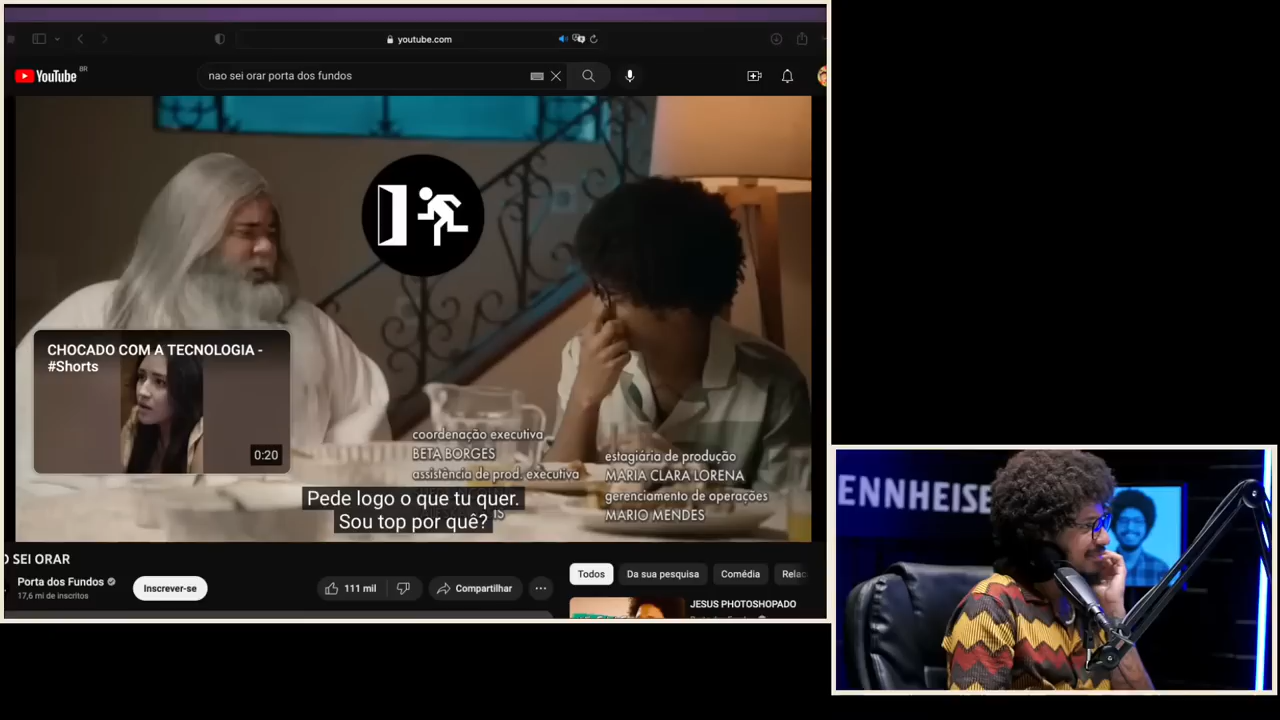 youtube.com
YouTube
BR
nao sei orar porta dos fundos
CHOCADO COM A TECNOLOGIA -
#Shorts
0:20
coordenação executiva
BETA BORGES
assistência de prod. executiva
estagiária de produção
MARIA CLARA LORENA
gerenciamento de operações
MARIO MENDES
Pede logo o que tu quer.
Sou top por quê?
O SEI ORAR
Porta dos Fundos
17,6 mi de inscritos
Inscrever-se
111 mil
Compartilhar
Todos
Da sua pesquisa
Comédia
Relac
JESUS PHOTOSHOPADO
ENNHEISE